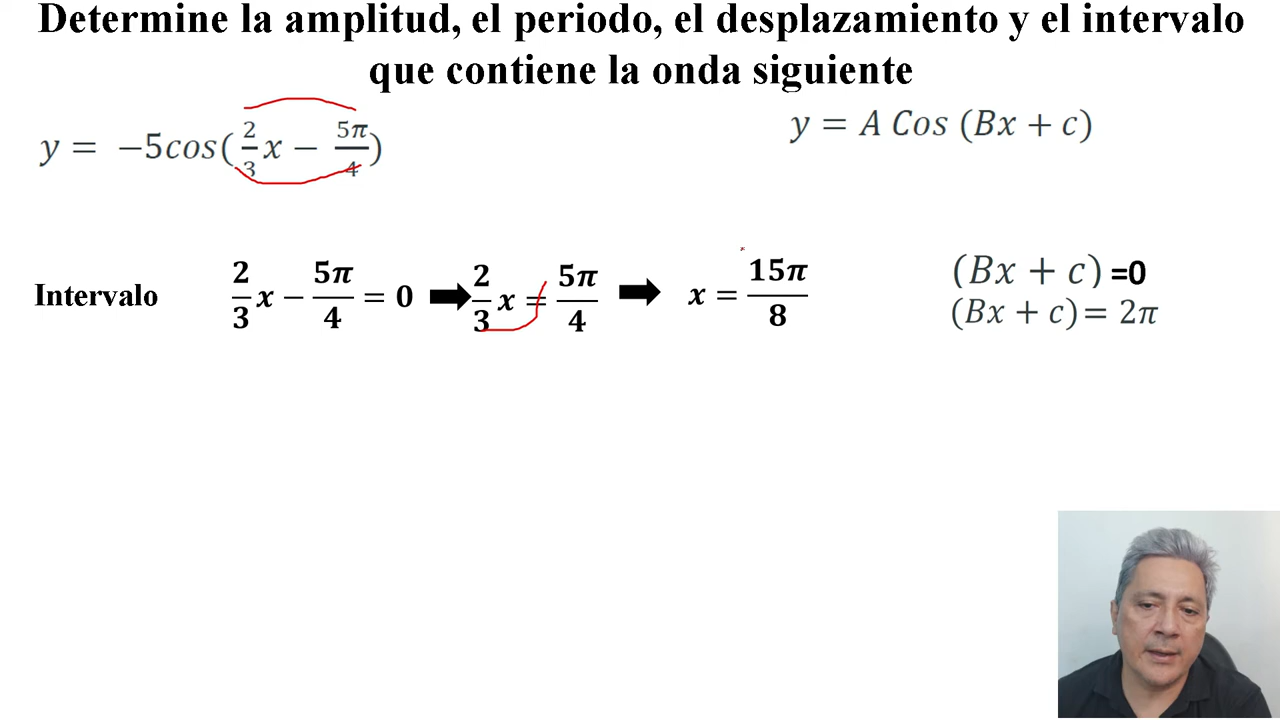 Determine la amplitud, el periodo, el desplazamiento y el intervalo
que contiene la onda siguiente
y = −5cos(2/3 x − 5π/4)
y = A Cos (Bx + c)
Intervalo 2/3 x − 5π/4 = 0 ➡ 2/3 x = 5π/4 ➡ x = 15π/8
(Bx + c) =0
(Bx + c)= 2π